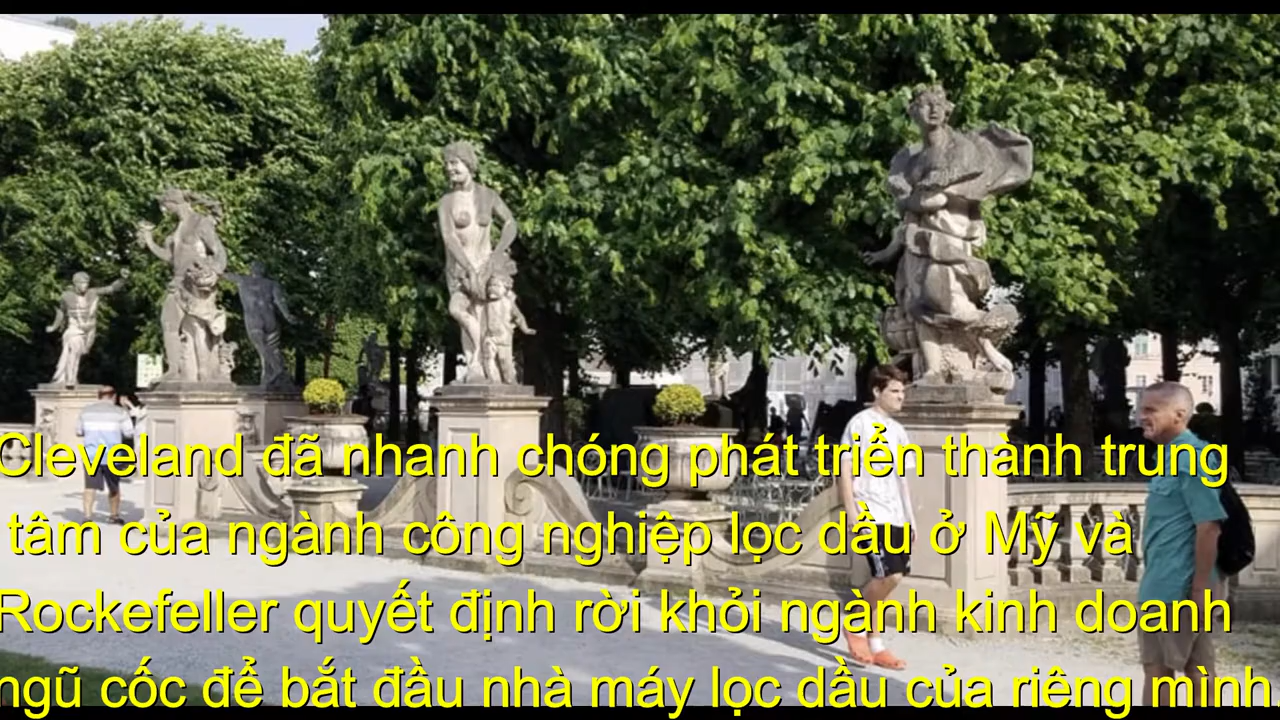 Cleveland đã nhanh chóng phát triển thành trung
tâm của ngành công nghiệp lọc dầu ở Mỹ và
Rockefeller quyết định rời khỏi ngành kinh doanh
ngũ cốc để bắt đầu nhà máy lọc dầu của riêng mình.